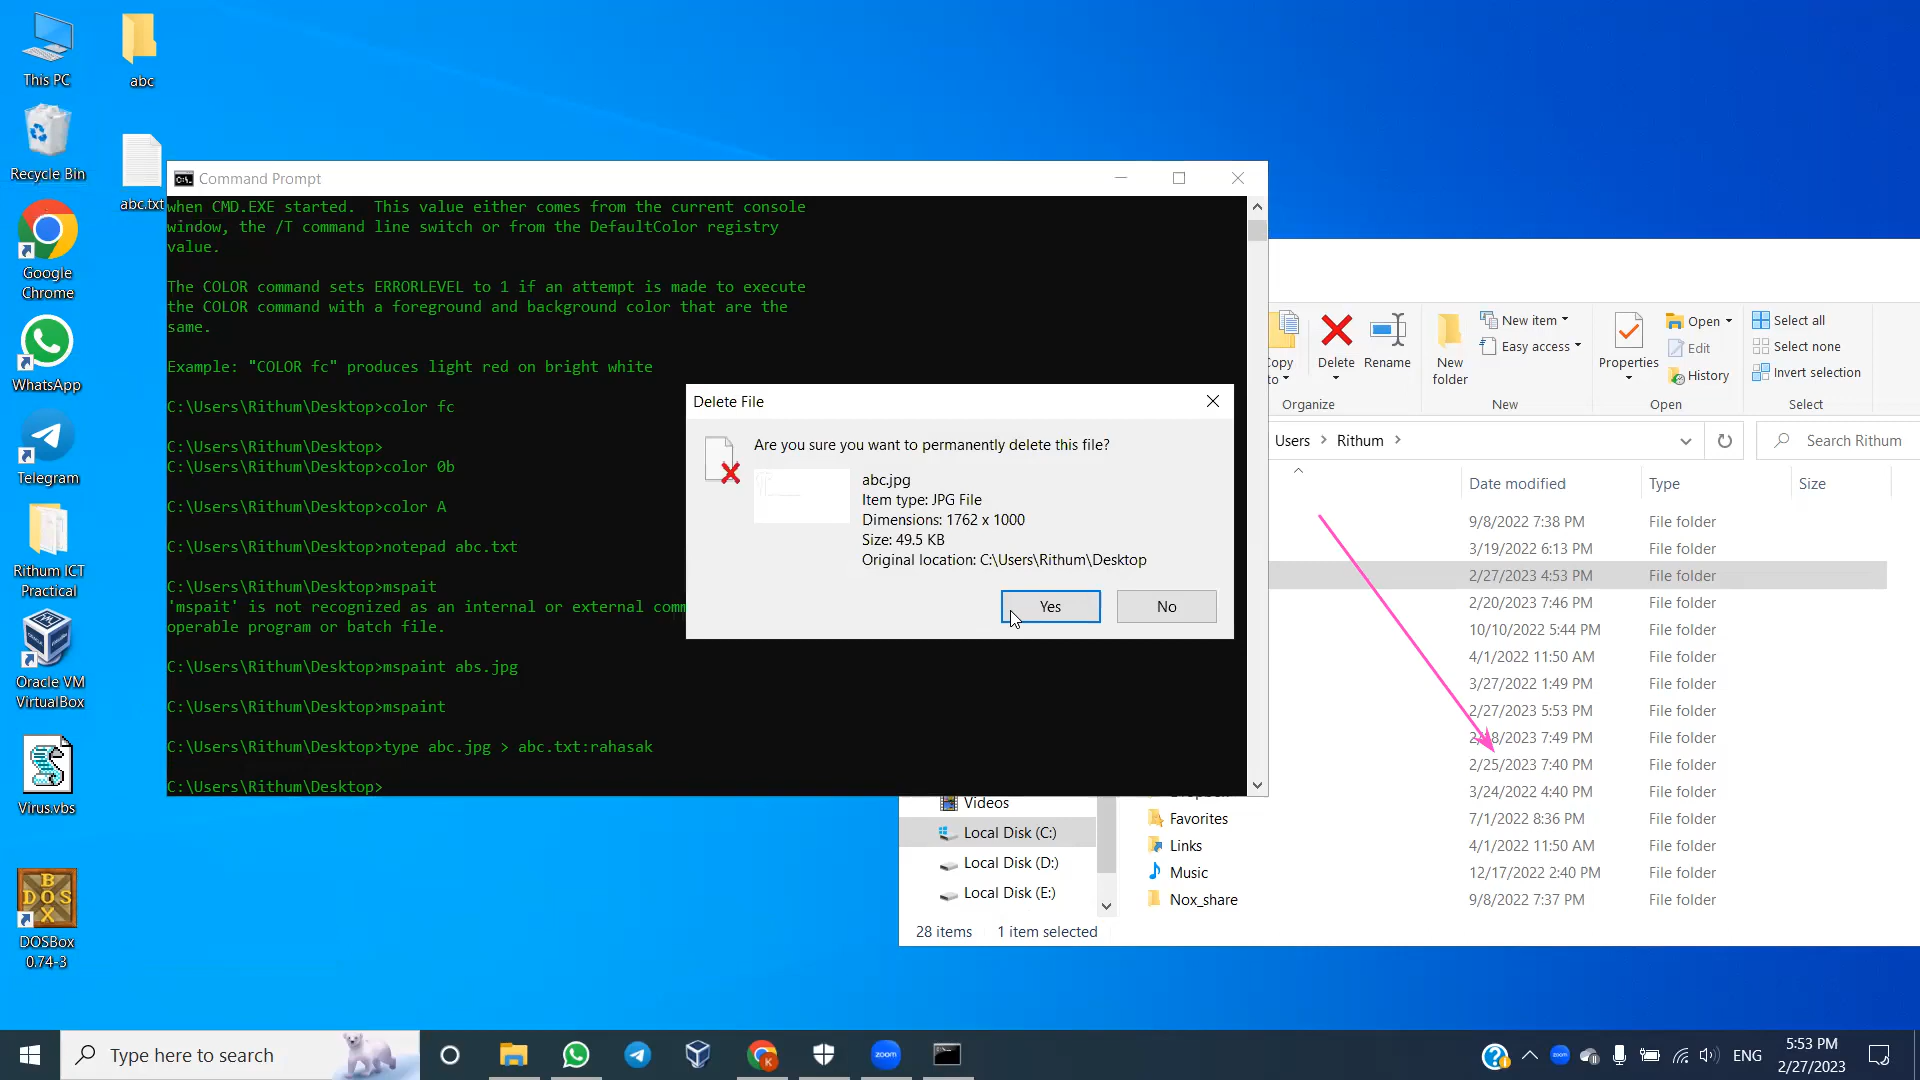 This PC
abc
Recycle Bin
abc.txt
Google
Chrome
WhatsApp
Telegram
Rithum ICT
Practical
Oracle VM
VirtualBox
Virus.vbs
DOSBox
0.74-3
Command Prompt
when CMD.EXE started.  This value either comes from the current console
window, the /T command line switch or from the DefaultColor registry
value.
The COLOR command sets ERRORLEVEL to 1 if an attempt is made to execute
the COLOR command with a foreground and background color that are the
same.
Example: "COLOR fc" produces light red on bright white
C:\Users\Rithum\Desktop>color fc
C:\Users\Rithum\Desktop>
C:\Users\Rithum\Desktop>color 0b
C:\Users\Rithum\Desktop>color A
C:\Users\Rithum\Desktop>notepad abc.txt
C:\Users\Rithum\Desktop>mspait
'mspait' is not recognized as an internal or external comm
operable program or batch file.
C:\Users\Rithum\Desktop>mspaint abs.jpg
C:\Users\Rithum\Desktop>mspaint
C:\Users\Rithum\Desktop>type abc.jpg > abc.txt:rahasak
C:\Users\Rithum\Desktop>
Delete File
Are you sure you want to permanently delete this file?
abc.jpg
Item type: JPG File
Dimensions: 1762 x 1000
Size: 49.5 KB
Original location: C:\Users\Rithum\Desktop
Yes No
Delete Rename
New
folder
New item
Easy access
Properties
Open
Edit
History
Select all
Select none
Invert selection
Organize New Open Select
Users > Rithum >
Search Rithum
Date modified Type Size
9/8/2022 7:38 PM File folder
3/19/2022 6:13 PM File folder
2/27/2023 4:53 PM File folder
2/20/2023 7:46 PM File folder
10/10/2022 5:44 PM File folder
4/1/2022 11:50 AM File folder
3/27/2022 1:49 PM File folder
2/27/2023 5:53 PM File folder
7:49 PM File folder
2/25/2023 7:40 PM File folder
3/24/2022 4:40 PM File folder
Videos
Favorites 7/1/2022 8:36 PM File folder
Local Disk (C:)
Links 4/1/2022 11:50 AM File folder
Local Disk (D:)
Music 12/17/2022 2:40 PM File folder
Local Disk (E:)
Nox_share 9/8/2022 7:37 PM File folder
28 items 1 item selected
Type here to search
zoom
K
ENG
5:53 PM
2/27/2023